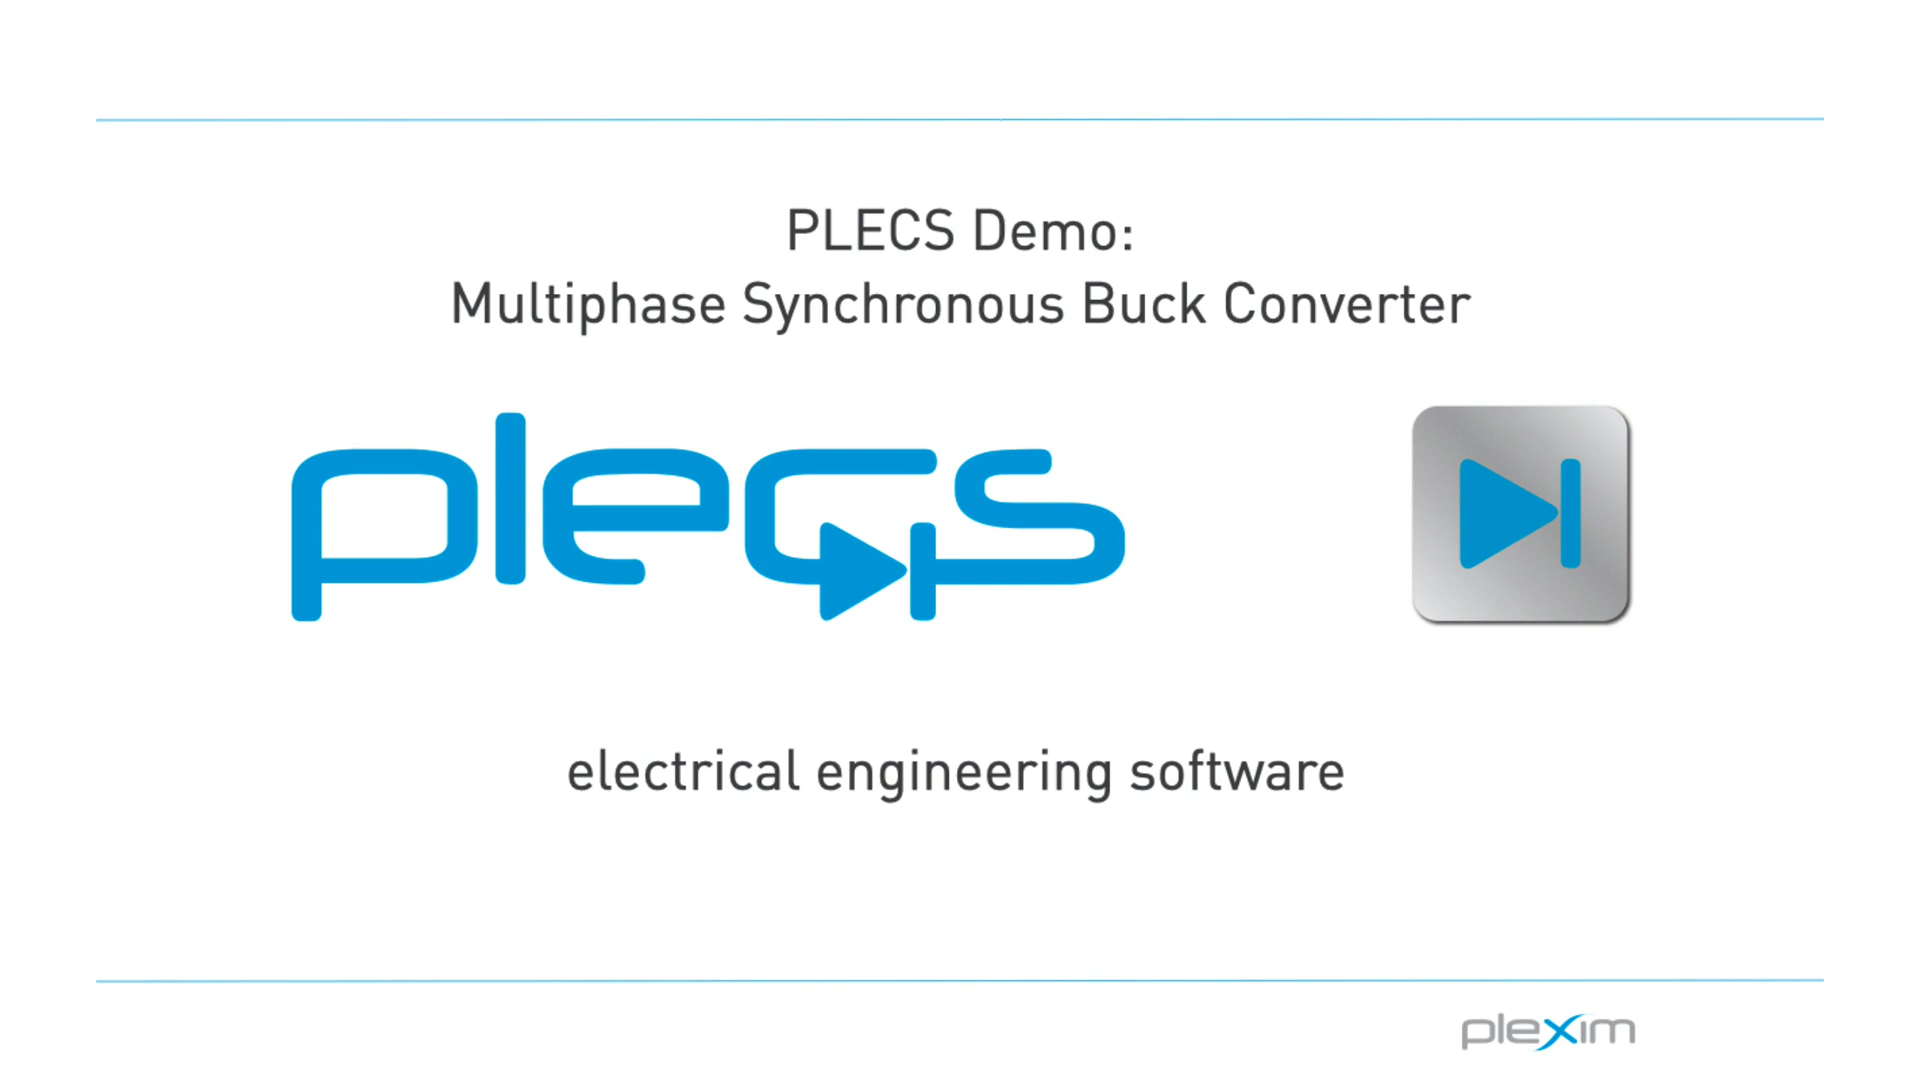 PLECS Demo:
Multiphase Synchronous Buck Converter
plecs
electrical engineering software
plexim